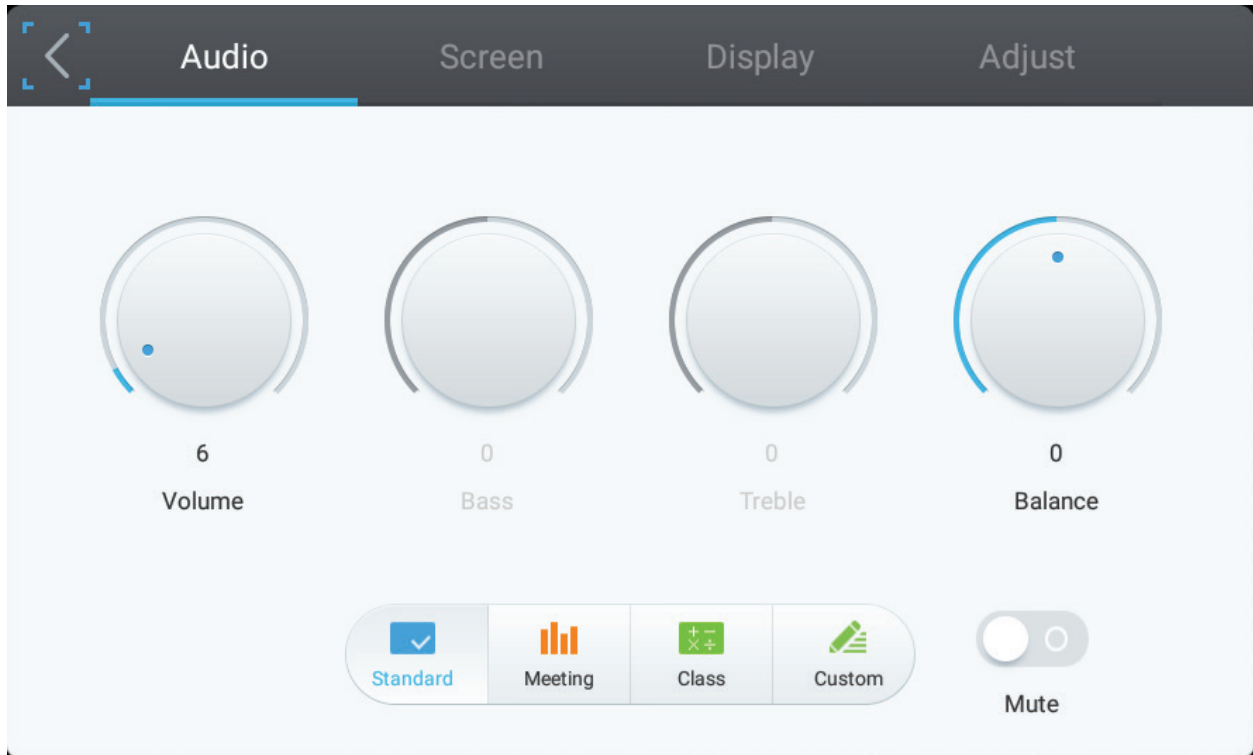 Audio Screen Display Adjust
6 0 0 0
Volume Bass Treble Balance
Standard Meeting Class Custom
Mute